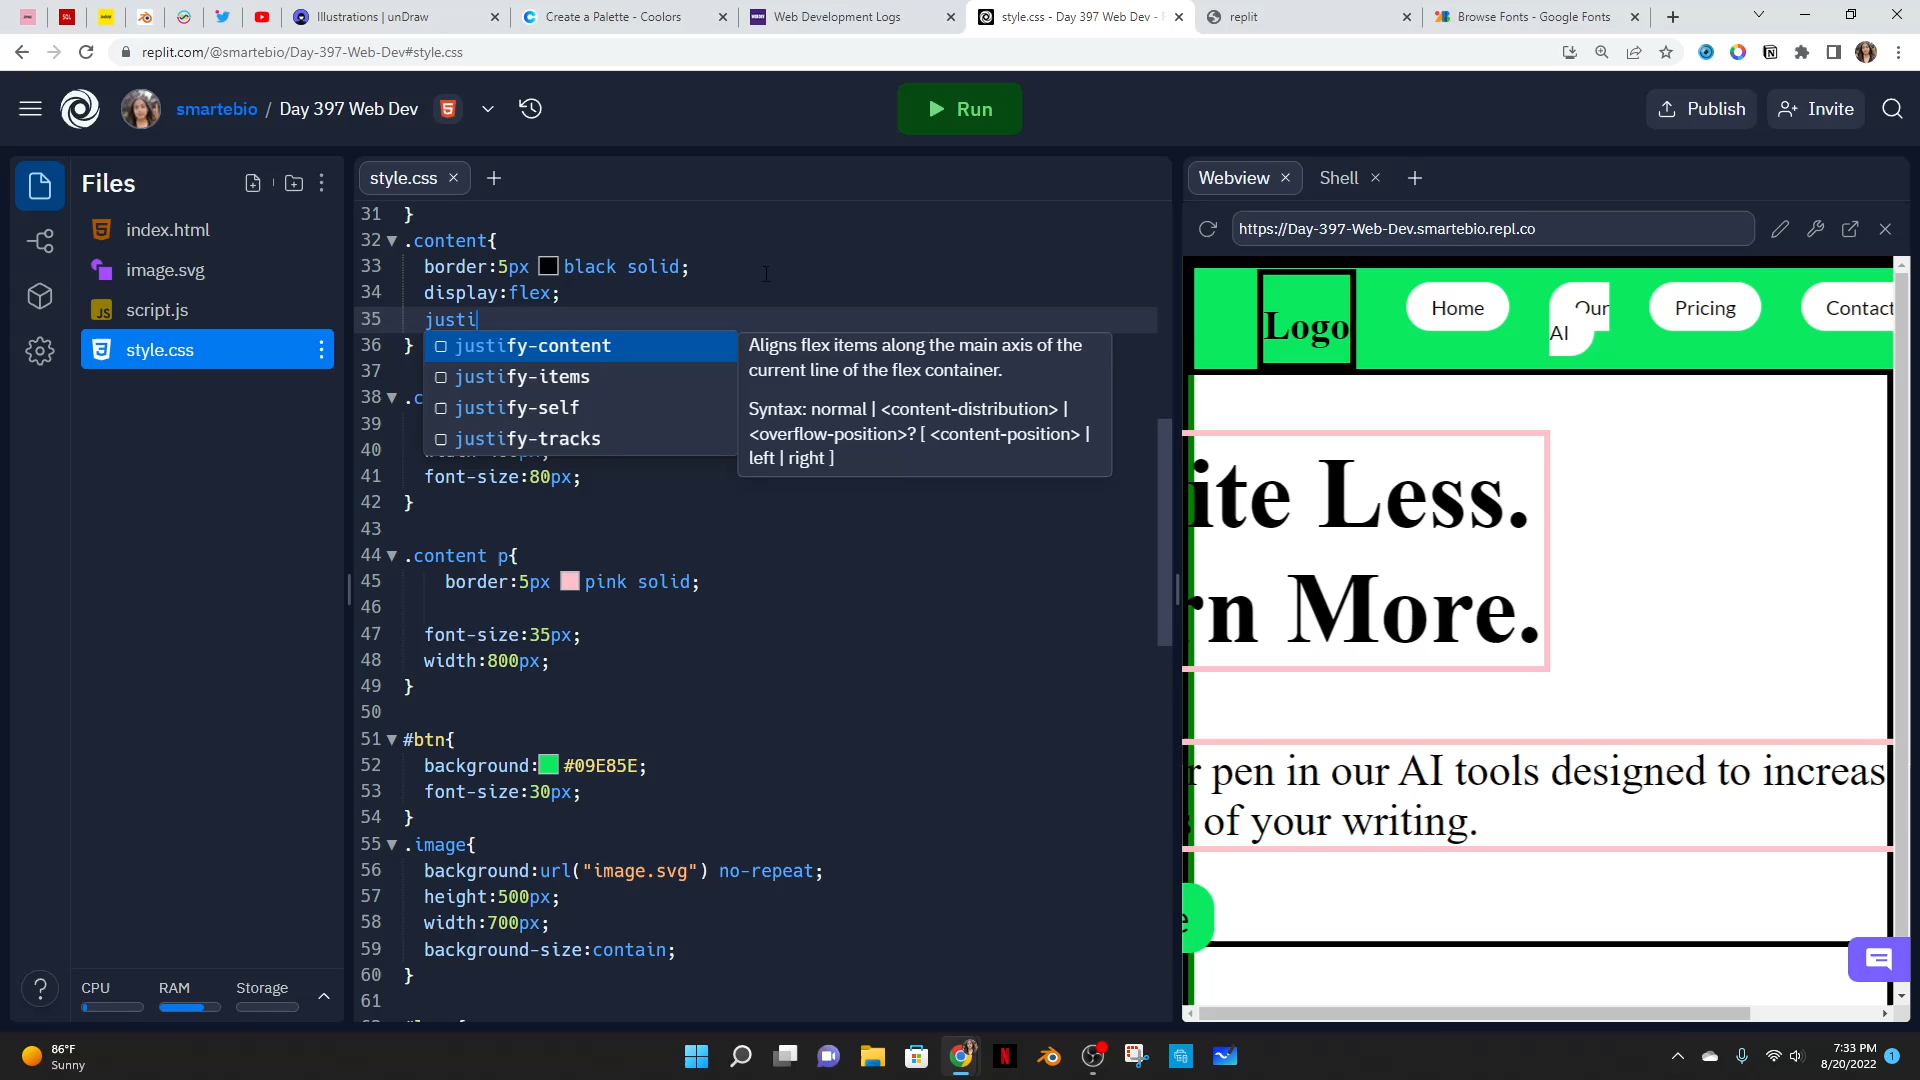 Illustrations | unDraw
Create a Palette - Coolors
Web Development Logs
style.css - Day 397 Web Dev -
replit
Browse Fonts - Google Fonts
replit.com/@smartebio/Day-397-Web-Dev#style.css
smartebio / Day 397 Web Dev
Run
Publish
Invite
Files
index.html
image.svg
script.js
style.css
style.css
31 }
32 .content{
33 border:5px black solid;
34 display:flex;
35 justi
36 }
37
38 .c
39
40
41 font-size:80px;
42 }
43
44 .content p{
45 border:5px pink solid;
46
47 font-size:35px;
48 width:800px;
49 }
50
51 #btn{
52 background: #09E85E;
53 font-size:30px;
54 }
55 .image{
56 background:url("image.svg") no-repeat;
57 height:500px;
58 width:700px;
59 background-size:contain;
60 }
61
justify-content
justify-items
justify-self
justify-tracks
Aligns flex items along the main axis of the
current line of the flex container.
Syntax: normal | <content-distribution> |
<overflow-position>? [ <content-position> |
left | right ]
Webview
Shell
https://Day-397-Web-Dev.smartebio.repl.co
Logo
Home
Our
AI
Pricing
Contact
ite Less.
rn More.
r pen in our AI tools designed to increas
of your writing.
e
CPU
RAM
Storage
86°F
Sunny
7:33 PM
8/20/2022
1